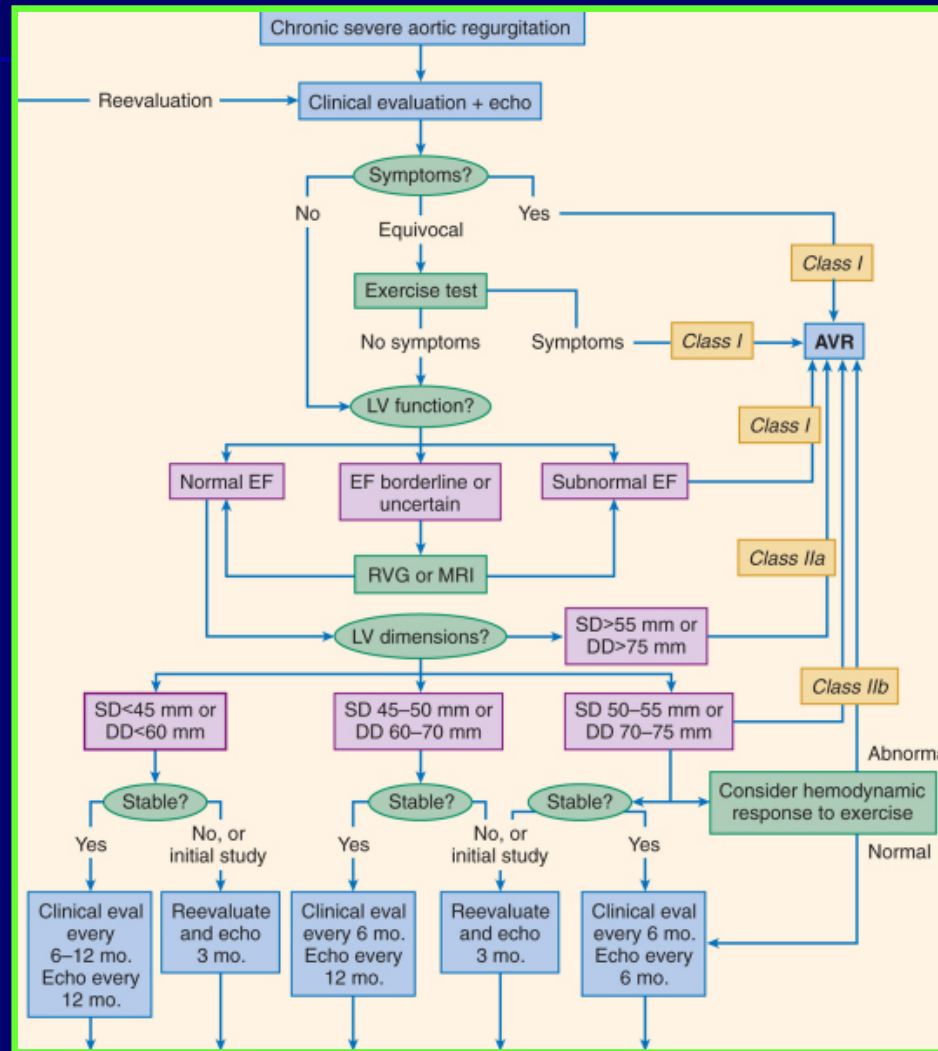 Chronic severe aortic regurgitation
Reevaluation
Clinical evaluation + echo
Symptoms?
No
Equivocal
Yes
Class I
Exercise test
No symptoms
Symptoms
Class I
AVR
LV function?
Class I
Normal EF
EF borderline or
uncertain
Subnormal EF
RVG or MRI
Class IIa
LV dimensions?
SD>55 mm or
DD>75 mm
Class IIb
SD<45 mm or
DD<60 mm
SD 45–50 mm or
DD 60–70 mm
SD 50–55 mm or
DD 70–75 mm
Abnorma
Consider hemodynamic
response to exercise
Normal
Stable?
Stable?
Stable?
Yes
No, or
initial study
Yes
No, or
initial study
Yes
Clinical eval
every
6–12 mo.
Echo every
12 mo.
Reevaluate
and echo
3 mo.
Clinical eval
every 6 mo.
Echo every
12 mo.
Reevaluate
and echo
3 mo.
Clinical eval
every 6 mo.
Echo every
6 mo.